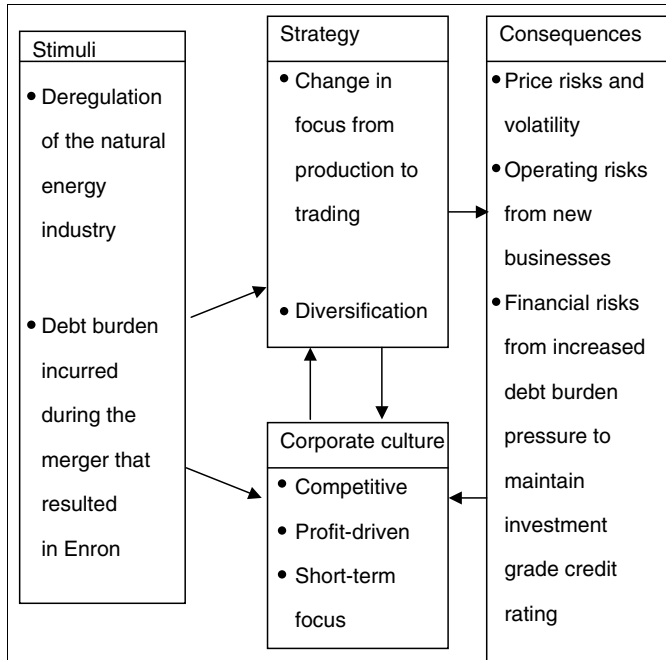 Stimuli
• Deregulation
of the natural
energy
industry
• Debt burden
incurred
during the
merger that
resulted
in Enron
Strategy
• Change in
focus from
production to
trading
• Diversification
Corporate culture
• Competitive
• Profit-driven
• Short-term
focus
Consequences
• Price risks and
volatility
• Operating risks
from new
businesses
• Financial risks
from increased
debt burden
pressure to
maintain
investment
grade credit
rating